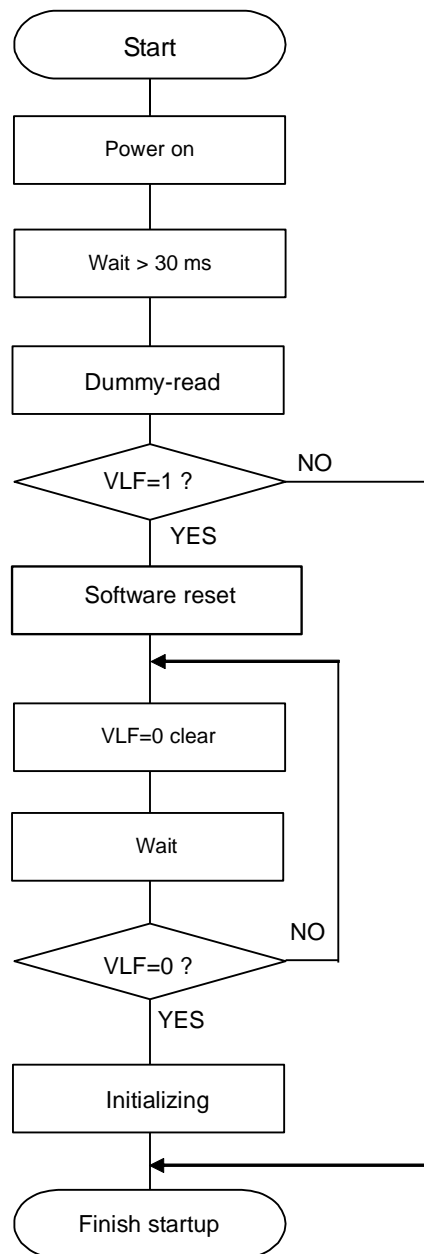 Start
Power on
Wait > 30 ms
Dummy-read
VLF=1 ?
NO
YES
Software reset
VLF=0 clear
Wait
VLF=0 ?
NO
YES
Initializing
Finish startup